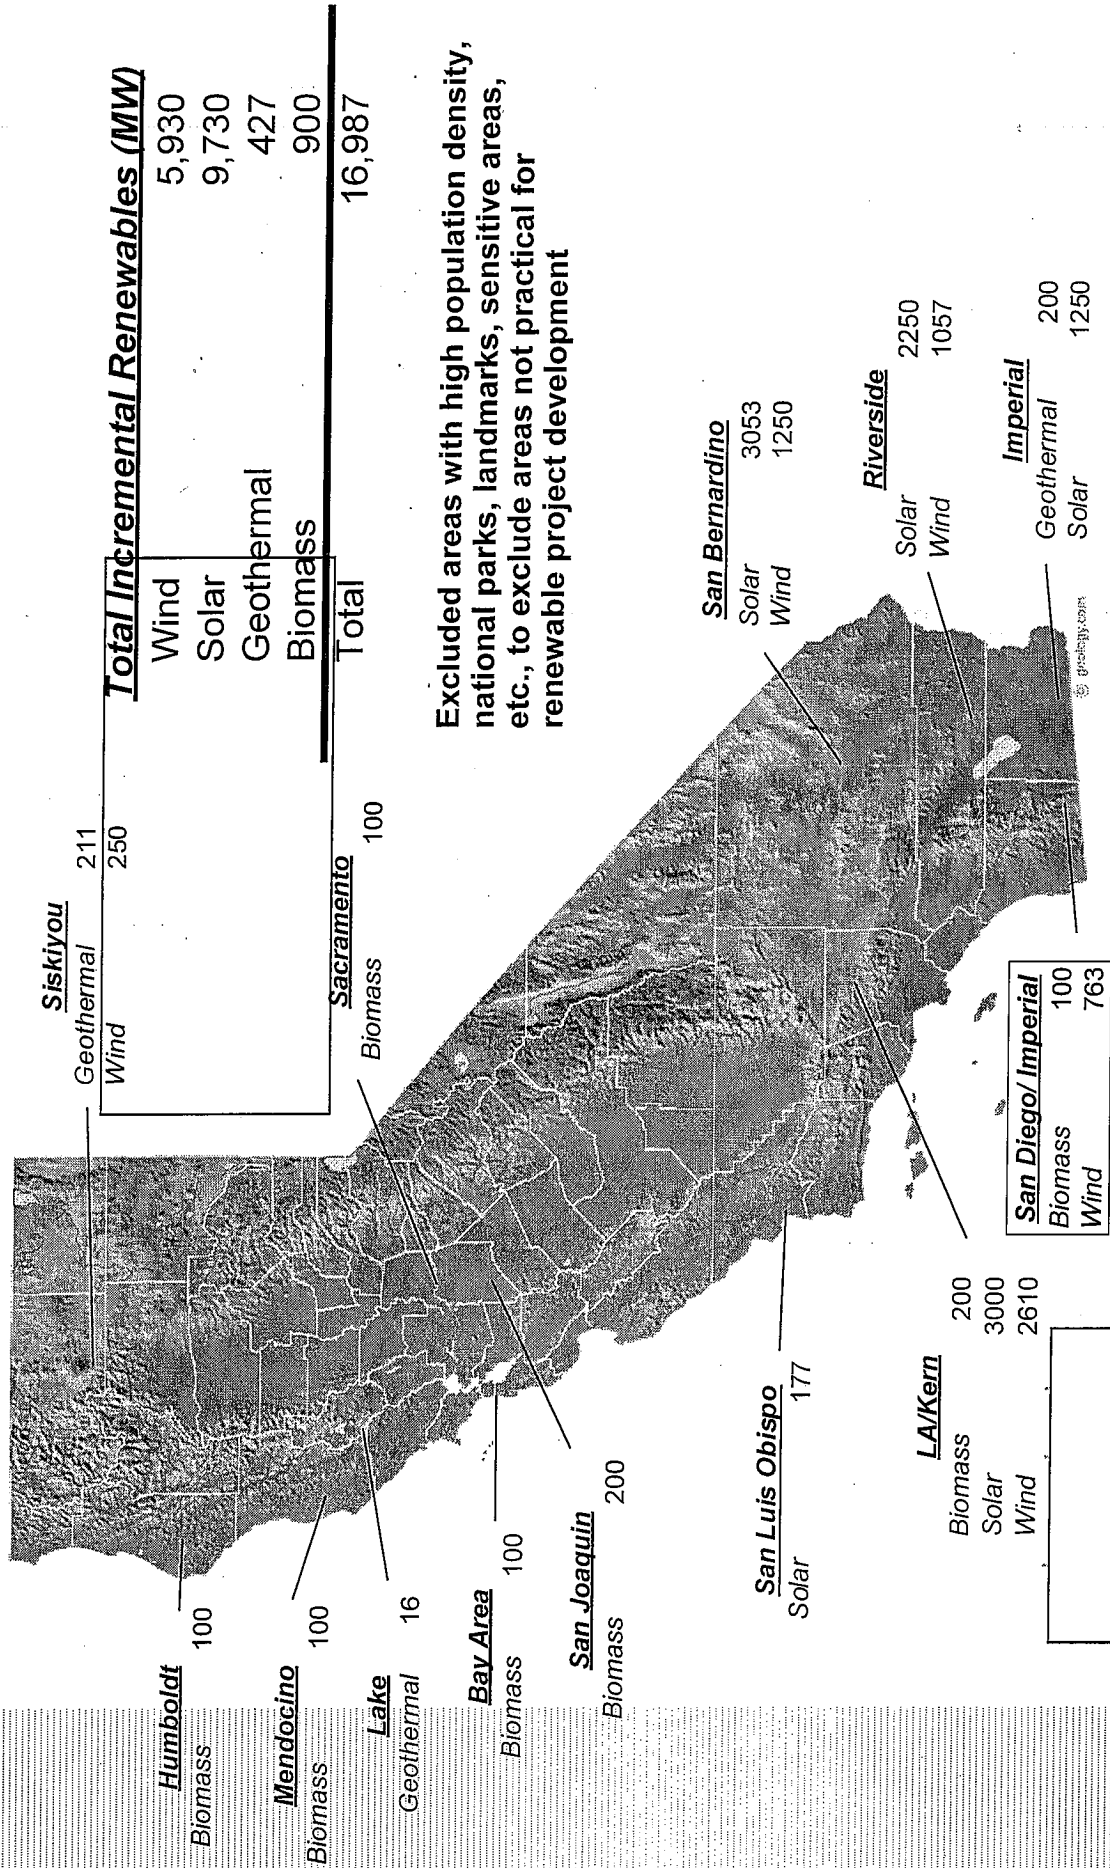 Total Incremental Renewables (MW)
Wind 5,930
Solar 9,730
Geothermal 427
Biomass 900
Total 16,987
Excluded areas with high population density,
national parks, landmarks, sensitive areas,
etc., to exclude areas not practical for
renewable project development
Siskiyou
Geothermal 211
Wind 250
Sacramento
Biomass 100
Humboldt
Biomass 100
Mendocino
Biomass 100
Lake
Geothermal 16
Bay Area
Biomass 100
San Joaquin
Biomass 200
San Luis Obispo
Solar 177
LA/Kern
Biomass 200
Solar 3000
Wind 2610
San Diego/ Imperial
Biomass 100
Wind 763
San Bernardino
Solar 3053
Wind 1250
Riverside
Solar 2250
Wind 1057
Imperial
Geothermal 200
Solar 1250
© geology.com